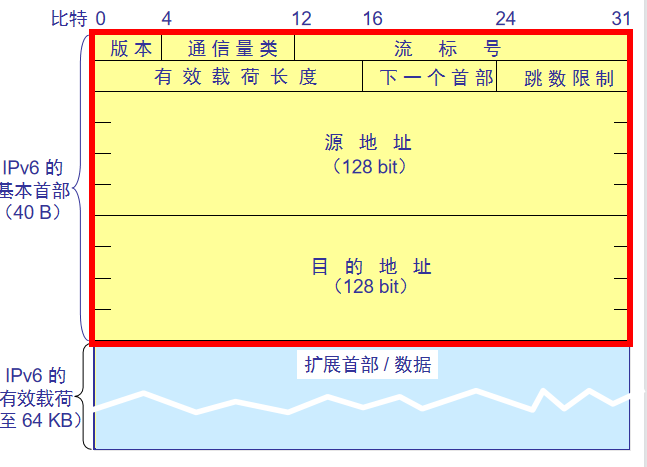 比特 0 4 12 16 24 31
版本 通信量类 流标号
有效载荷长度 下一个首部 跳数限制
源地址
（128 bit）
IPv6 的
基本首部
（40 B）
目的地址
（128 bit）
扩展首部 / 数据
IPv6 的
有效载荷
至 64 KB）